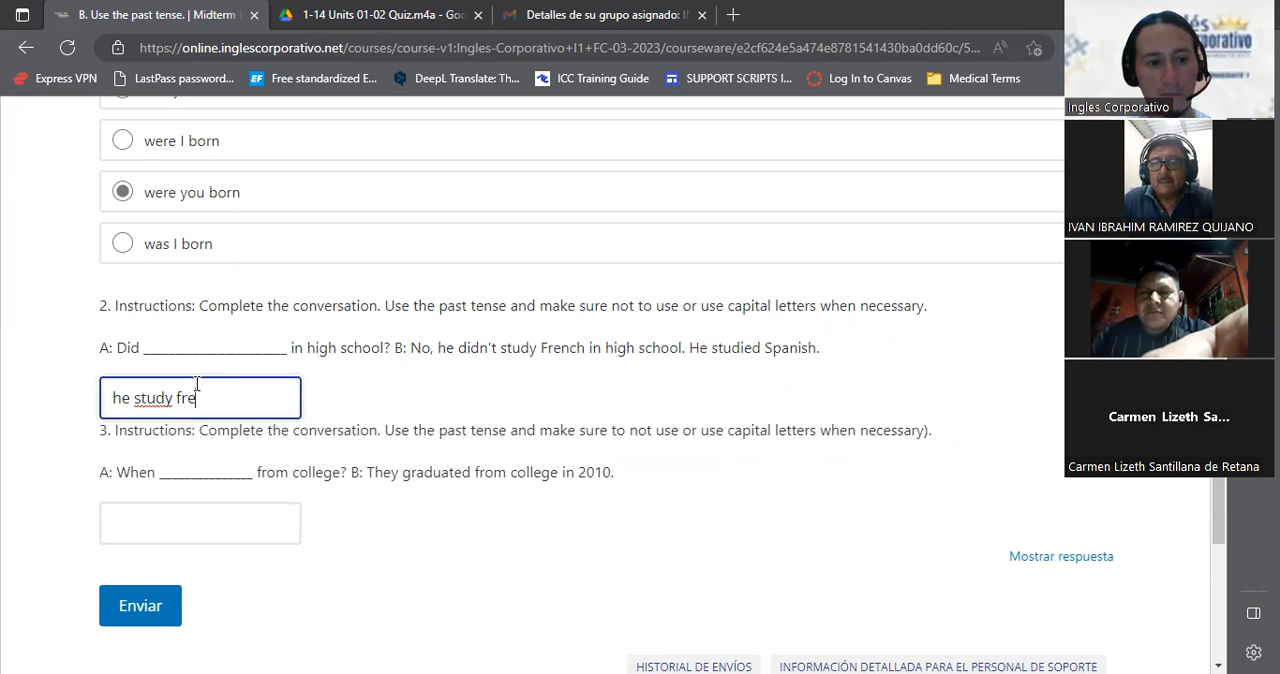 B. Use the past tense. | Midterm
1-14 Units 01-02 Quiz.m4a - Goo
Detalles de su grupo asignado: I
https://online.inglescorporativo.net/courses/course-v1:Ingles-Corporativo+I1+FC-03-2023/courseware/e2cf624e5a474e8781541430ba0dd60c/5...
Express VPN
LastPass password...
EF Free standardized E...
DeepL Translate: Th...
ICC Training Guide
SUPPORT SCRIPTS I...
Log In to Canvas
Medical Terms
Ingles Corporativo
IVAN IBRAHIM RAMIREZ QUIJANO
Carmen Lizeth Sa...
Carmen Lizeth Santillana de Retana
were I born
were you born
was I born
2. Instructions: Complete the conversation. Use the past tense and make sure not to use or use capital letters when necessary.
A: Did ______________________ in high school? B: No, he didn't study French in high school. He studied Spanish.
he study fre
3. Instructions: Complete the conversation. Use the past tense and make sure to not use or use capital letters when necessary).
A: When ______________ from college? B: They graduated from college in 2010.
Mostrar respuesta
Enviar
HISTORIAL DE ENVÍOS
INFORMACIÓN DETALLADA PARA EL PERSONAL DE SOPORTE